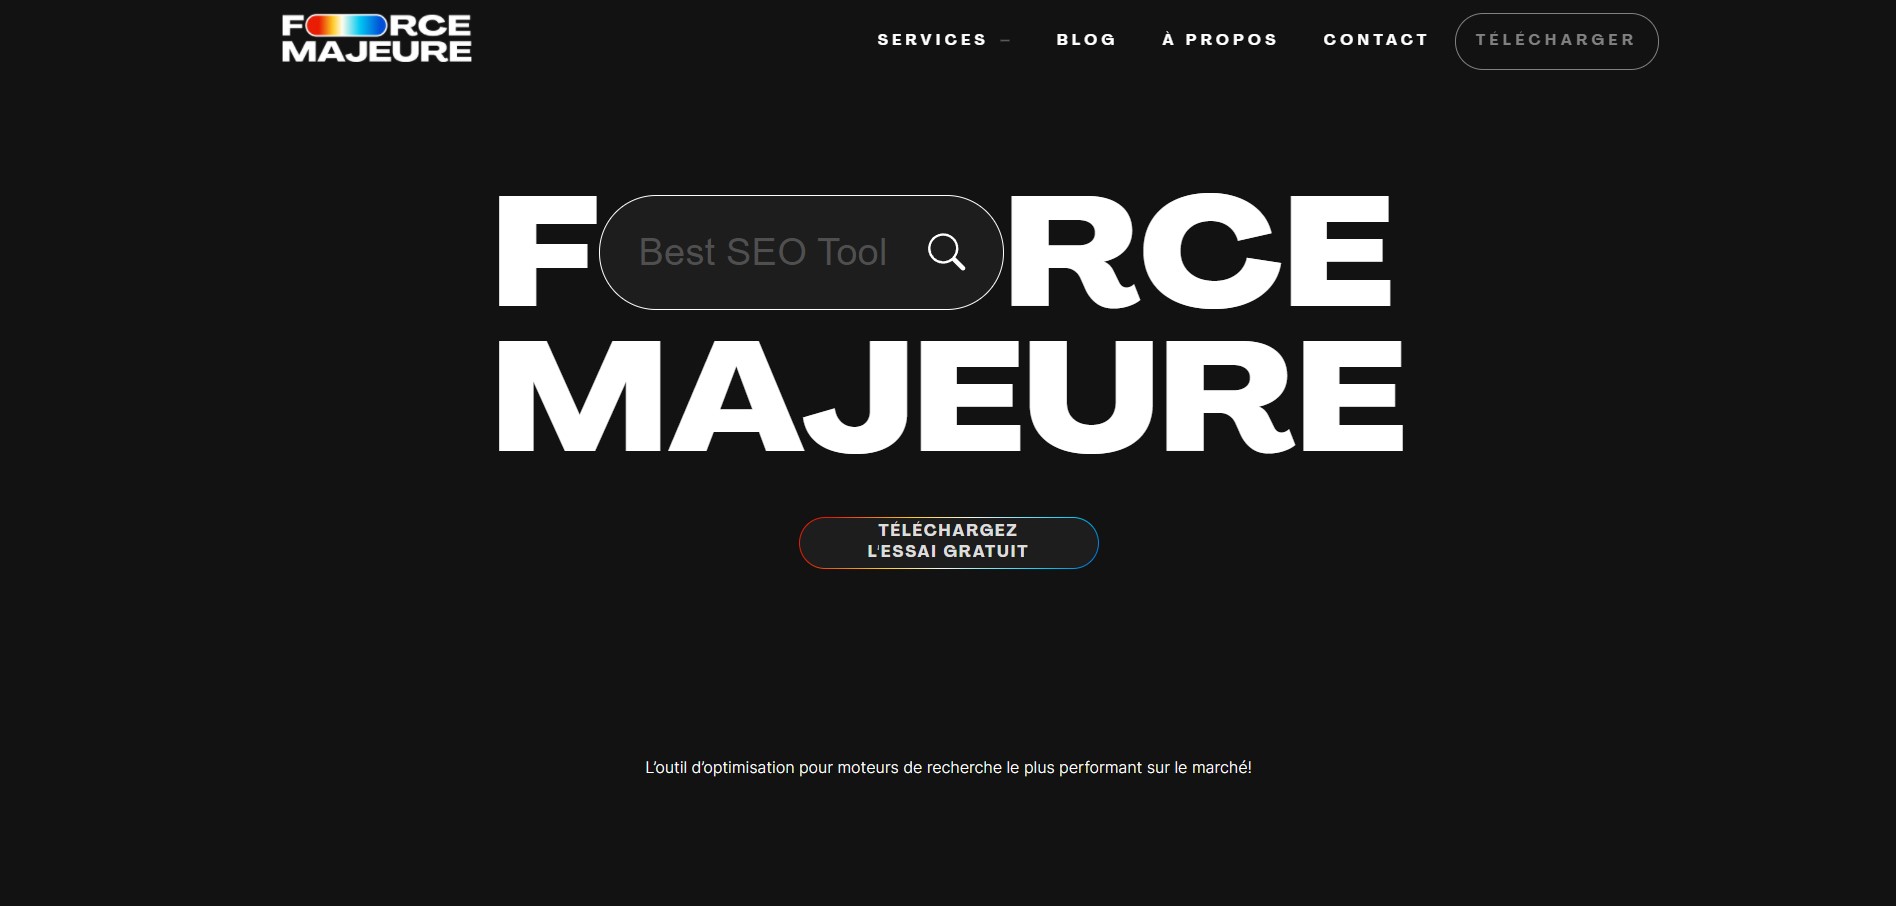 FORCE
MAJEURE
SERVICES –
BLOG
À PROPOS
CONTACT
TÉLÉCHARGER
F Best SEO Tool RCE
MAJEURE
TÉLÉCHARGEZ
L'ESSAI GRATUIT
L’outil d’optimisation pour moteurs de recherche le plus performant sur le marché!